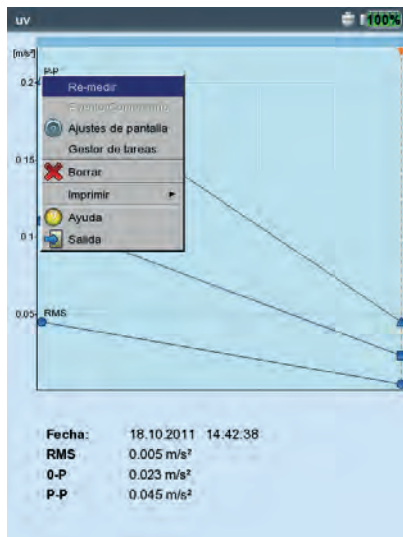 uv
100%
[m/s²]
P-P
0.2
Re-medir
Evento/Comentario
Ajustes de pantalla
Gestor de tareas
0.15
Borrar
Imprimir
Ayuda
0.1
Salida
0.05
RMS
Fecha: 18.10.2011 14.42.38
RMS 0.005 m/s²
0-P 0.023 m/s²
P-P 0.045 m/s²